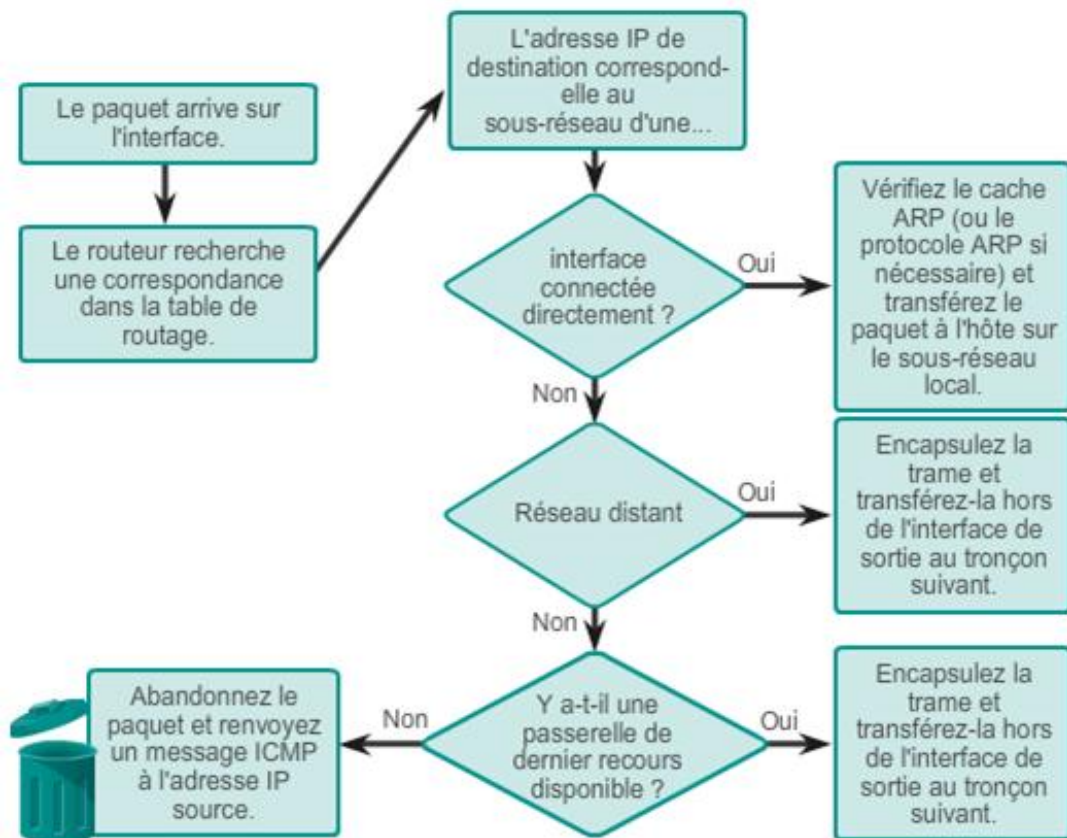 Le paquet arrive sur
l'interface.
Le routeur recherche
une correspondance
dans la table de
routage.
L'adresse IP de
destination correspond-
elle au
sous-réseau d'une...
interface
connectée
directement ?
Oui
Vérifiez le cache
ARP (ou le
protocole ARP si
nécessaire) et
transférez le
paquet à l'hôte sur
le sous-réseau
local.
Non
Réseau distant
Oui
Encapsulez la
trame et
transférez-la hors
de l'interface de
sortie au tronçon
suivant.
Non
Y a-t-il une
passerelle de
dernier recours
disponible ?
Oui
Encapsulez la
trame et
transférez-la hors
de l'interface de
sortie au tronçon
suivant.
Non
Abandonnez le
paquet et renvoyez
un message ICMP
à l'adresse IP
source.